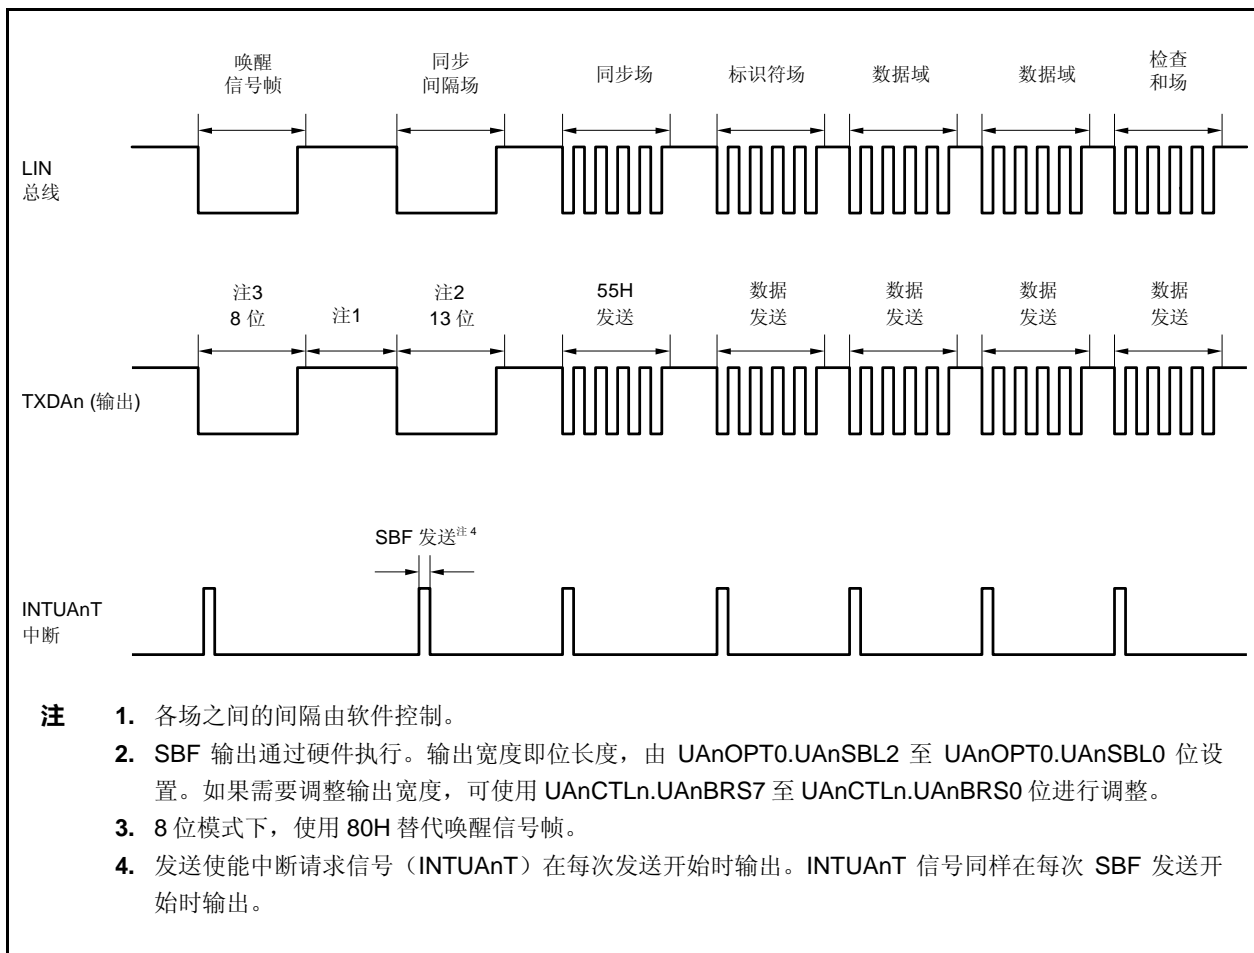 唤醒
信号帧
同步
间隔场
同步场
标识符场
数据域
数据域
检查
和场
LIN
总线
注3
8 位
注1
注2
13 位
55H
发送
数据
发送
数据
发送
数据
发送
数据
发送
TXDAn (输出)
SBF 发送注 4
INTUAnT
中断
注 1. 各场之间的间隔由软件控制。
2. SBF 输出通过硬件执行。输出宽度即位长度，由 UAnOPT0.UAnSBL2 至 UAnOPT0.UAnSBL0 位设
置。如果需要调整输出宽度，可使用 UAnCTLn.UAnBRS7 至 UAnCTLn.UAnBRS0 位进行调整。
3. 8 位模式下，使用 80H 替代唤醒信号帧。
4. 发送使能中断请求信号（INTUAnT）在每次发送开始时输出。INTUAnT 信号同样在每次 SBF 发送开
始时输出。